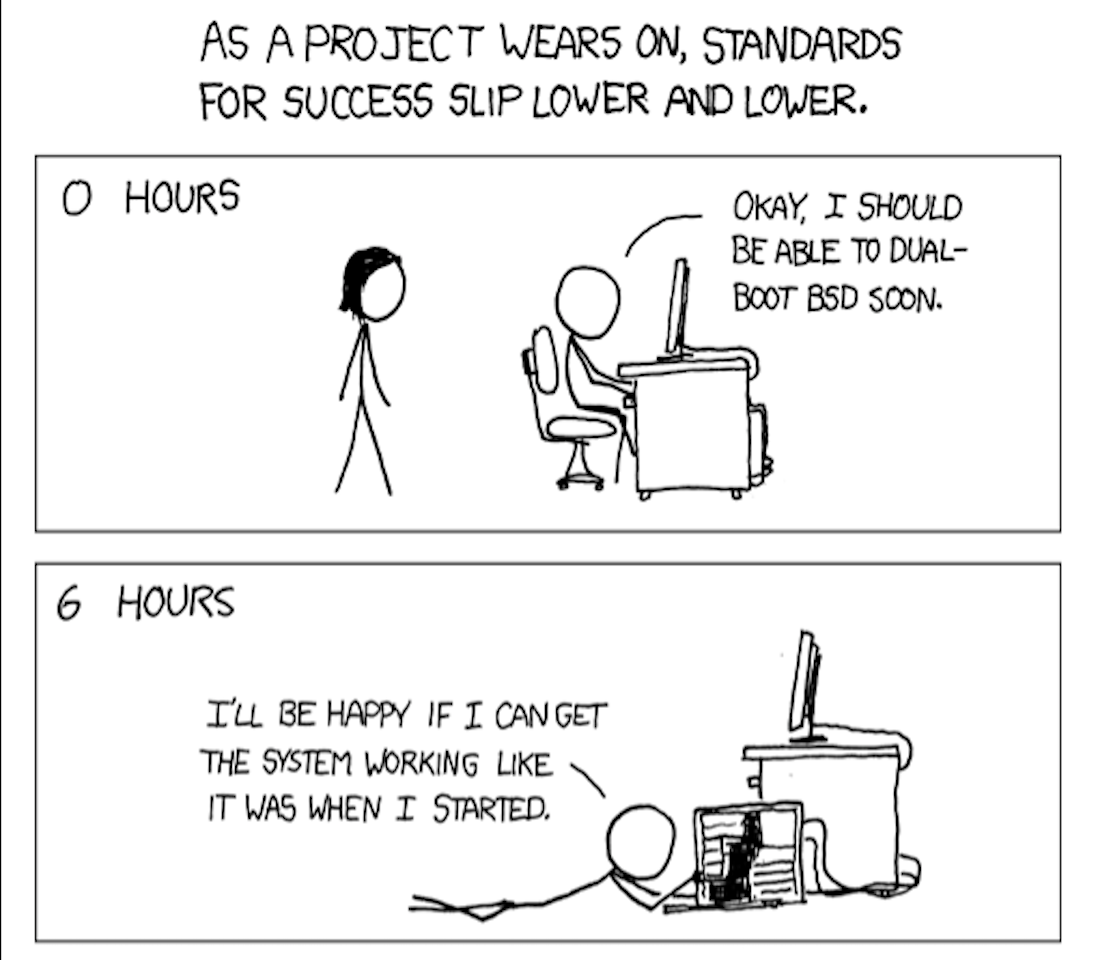 AS A PROJECT WEARS ON, STANDARDS
FOR SUCCESS SLIP LOWER AND LOWER.
0 HOURS
OKAY, I SHOULD
BE ABLE TO DUAL-
BOOT BSD SOON.
6 HOURS
I'LL BE HAPPY IF I CAN GET
THE SYSTEM WORKING LIKE
IT WAS WHEN I STARTED.